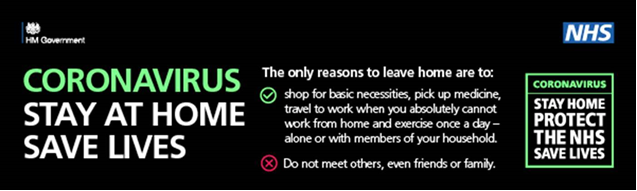 HM Government
NHS
CORONAVIRUS
STAY AT HOME
SAVE LIVES
The only reasons to leave home are to:
shop for basic necessities, pick up medicine,
travel to work when you absolutely cannot
work from home and exercise once a day –
alone or with members of your household.
Do not meet others, even friends or family.
CORONAVIRUS
STAY HOME
PROTECT
THE NHS
SAVE LIVES